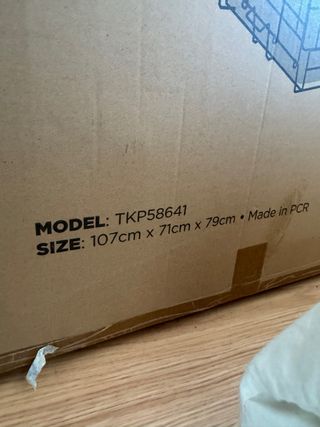 MODEL: TKP58641
SIZE: 107cm x 71cm x 79cm • Made in PCR